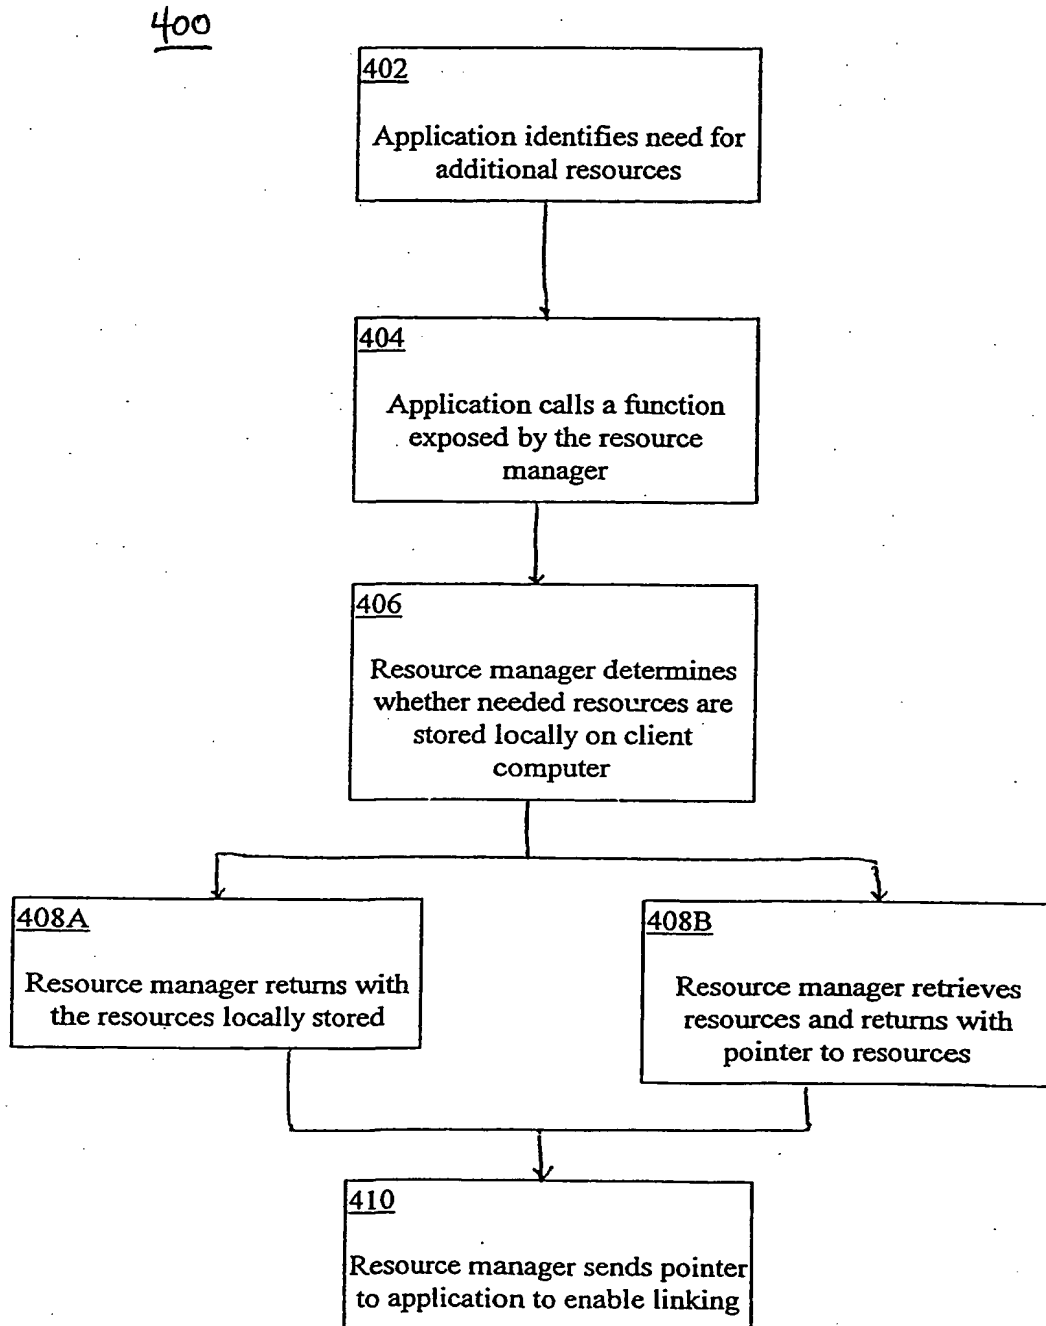 400
402
Application identifies need for
additional resources
404
Application calls a function
exposed by the resource
manager
406
Resource manager determines
whether needed resources are
stored locally on client
computer
408A
Resource manager returns with
the resources locally stored
408B
Resource manager retrieves
resources and returns with
pointer to resources
410
Resource manager sends pointer
to application to enable linking